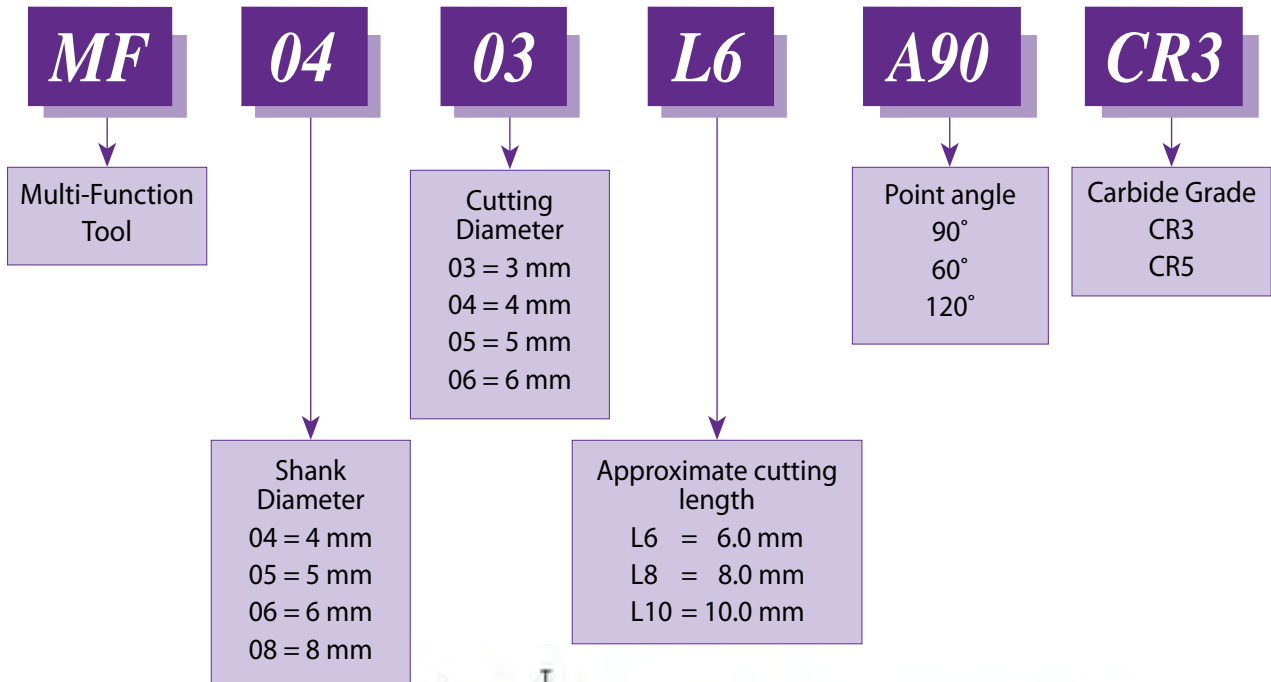 MF 04 03 L6 A90 CR3
Multi-Function
Tool
Cutting
Diameter
03 = 3 mm
04 = 4 mm
05 = 5 mm
06 = 6 mm
Point angle
90˚
60˚
120˚
Carbide Grade
CR3
CR5
Shank
Diameter
04 = 4 mm
05 = 5 mm
06 = 6 mm
08 = 8 mm
Approximate cutting
length
L6 = 6.0 mm
L8 = 8.0 mm
L10 = 10.0 mm